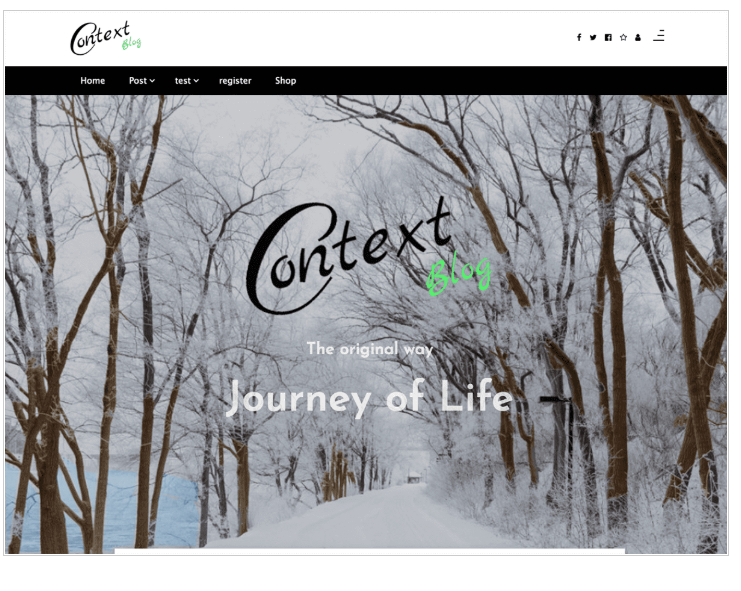 Context
Blog
Home Post test register Shop
Context
Blog
The original way
Journey of Life